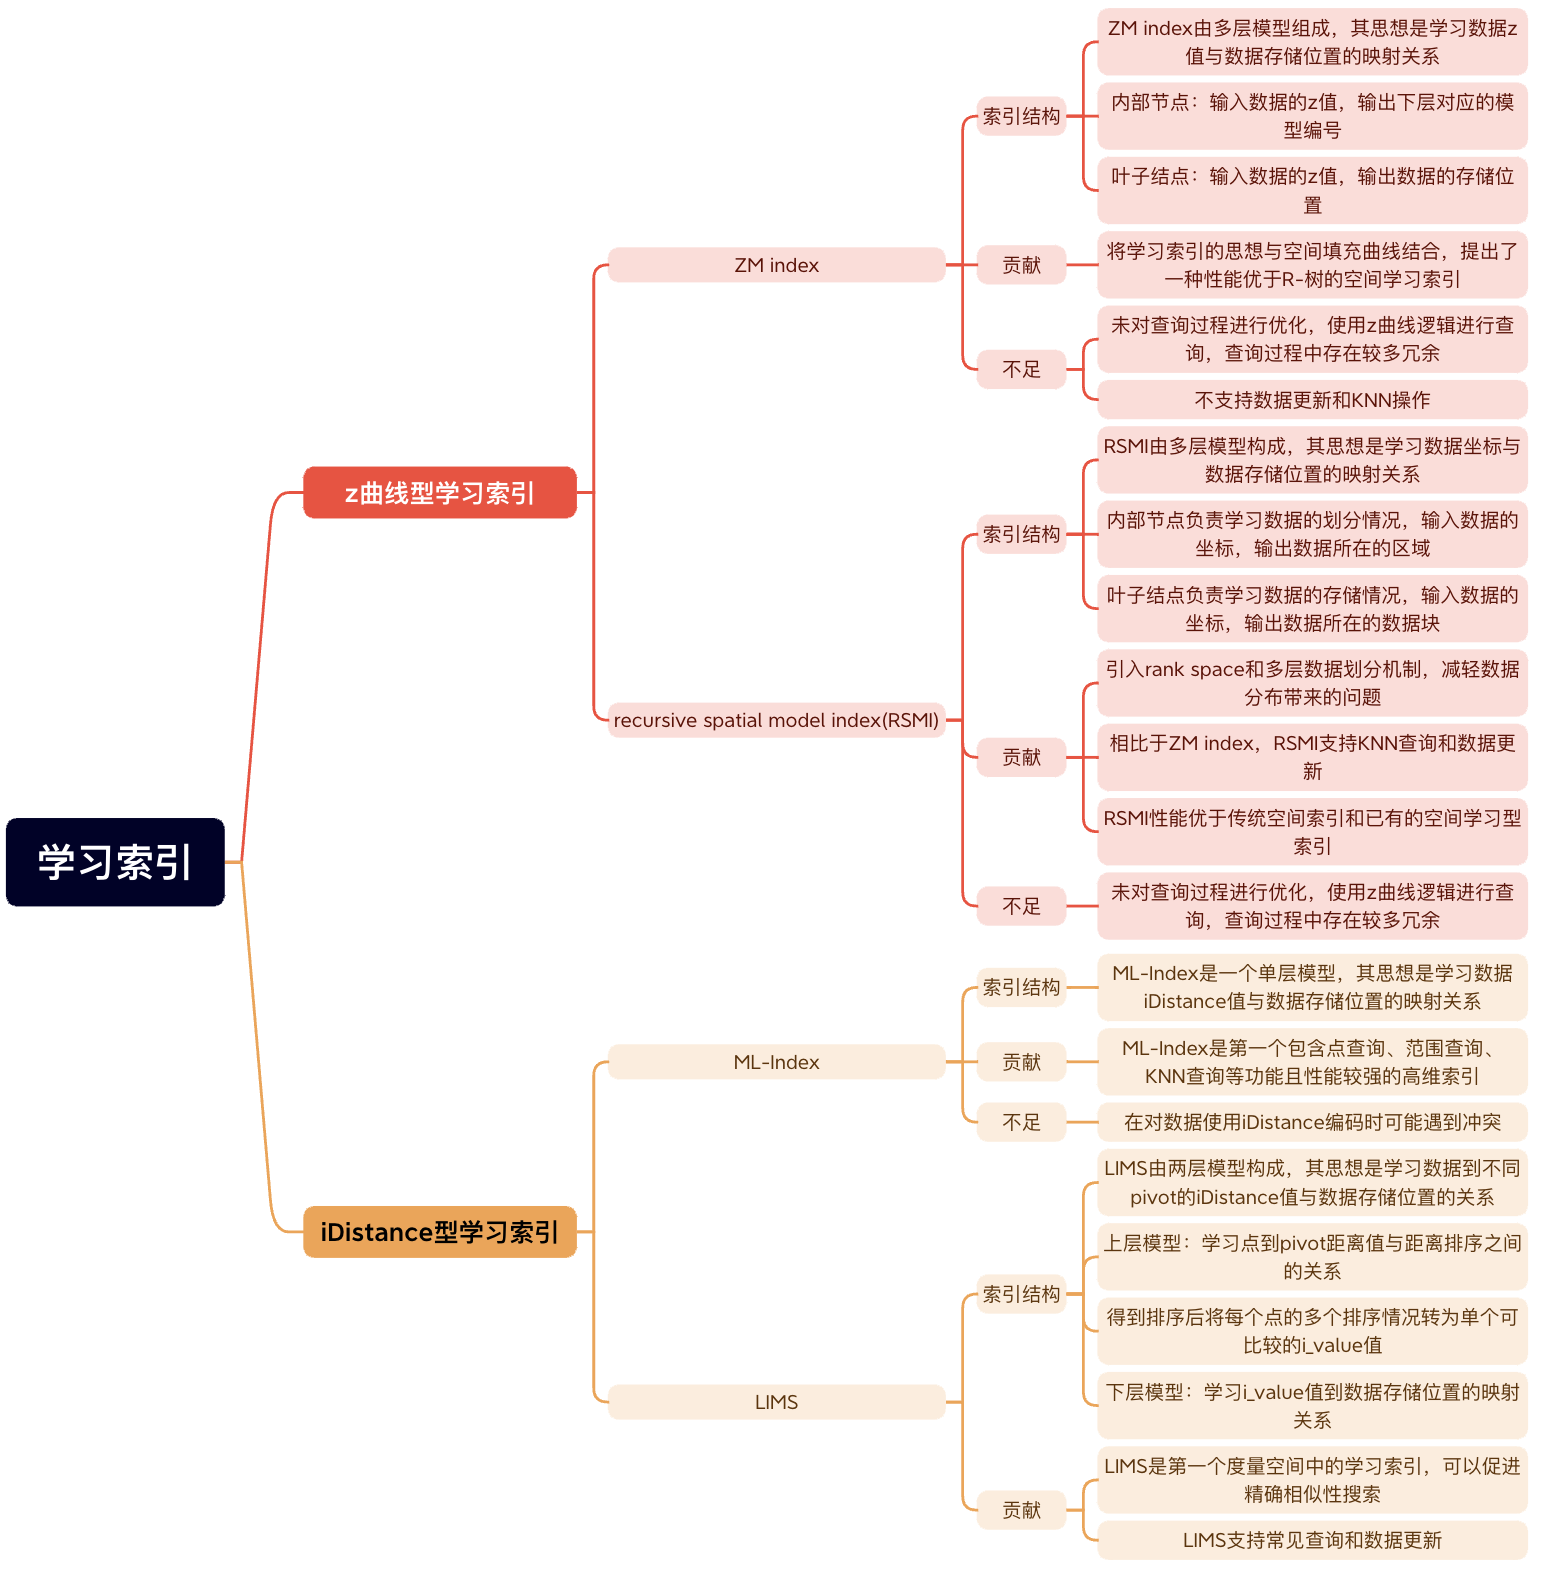 学习索引
z曲线型学习索引
ZM index
索引结构
ZM index由多层模型组成，其思想是学习数据z
值与数据存储位置的映射关系
内部节点：输入数据的z值，输出下层对应的模
型编号
叶子结点：输入数据的z值，输出数据的存储位
置
贡献
将学习索引的思想与空间填充曲线结合，提出了
一种性能优于R-树的空间学习索引
不足
未对查询过程进行优化，使用z曲线逻辑进行查
询，查询过程中存在较多冗余
不支持数据更新和KNN操作
recursive spatial model index(RSMI)
索引结构
RSMI由多层模型构成，其思想是学习数据坐标与
数据存储位置的映射关系
内部节点负责学习数据的划分情况，输入数据的
坐标，输出数据所在的区域
叶子结点负责学习数据的存储情况，输入数据的
坐标，输出数据所在的数据块
贡献
引入rank space和多层数据划分机制，减轻数据
分布带来的问题
相比于ZM index，RSMI支持KNN查询和数据更
新
RSMI性能优于传统空间索引和已有的空间学习型
索引
不足
未对查询过程进行优化，使用z曲线逻辑进行查
询，查询过程中存在较多冗余
iDistance型学习索引
ML-Index
索引结构
ML-Index是一个单层模型，其思想是学习数据
iDistance值与数据存储位置的映射关系
贡献
ML-Index是第一个包含点查询、范围查询、
KNN查询等功能且性能较强的高维索引
不足
在对数据使用iDistance编码时可能遇到冲突
LIMS
索引结构
LIMS由两层模型构成，其思想是学习数据到不同
pivot的iDistance值与数据存储位置的关系
上层模型：学习点到pivot距离值与距离排序之间
的关系
得到排序后将每个点的多个排序情况转为单个可
比较的i_value值
下层模型：学习i_value值到数据存储位置的映射
关系
贡献
LIMS是第一个度量空间中的学习索引，可以促进
精确相似性搜索
LIMS支持常见查询和数据更新